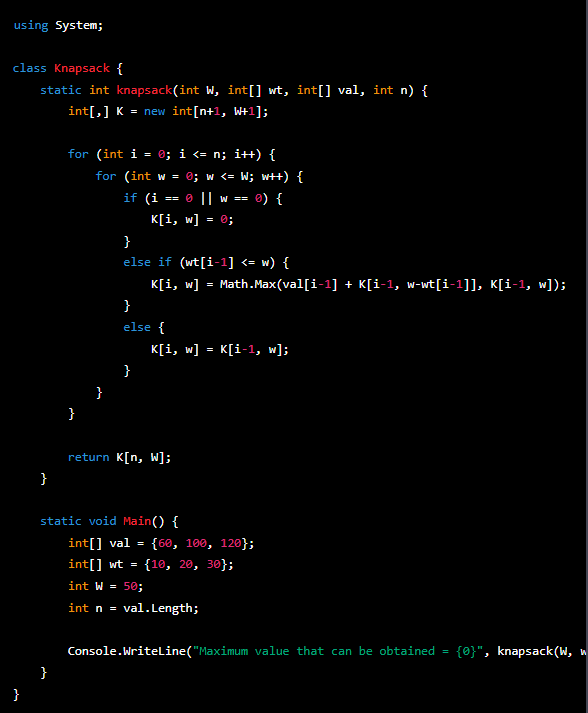 using System;
class Knapsack {
    static int knapsack(int W, int[] wt, int[] val, int n) {
        int[,] K = new int[n+1, W+1];
        for (int i = 0; i <= n; i++) {
            for (int w = 0; w <= W; w++) {
                if (i == 0 || w == 0) {
                    K[i, w] = 0;
                }
                else if (wt[i-1] <= w) {
                    K[i, w] = Math.Max(val[i-1] + K[i-1, w-wt[i-1]], K[i-1, w]);
                }
                else {
                    K[i, w] = K[i-1, w];
                }
            }
        }
        return K[n, W];
    }
    static void Main() {
        int[] val = {60, 100, 120};
        int[] wt = {10, 20, 30};
        int W = 50;
        int n = val.Length;
        Console.WriteLine("Maximum value that can be obtained = {0}", knapsack(W, w
    }
}